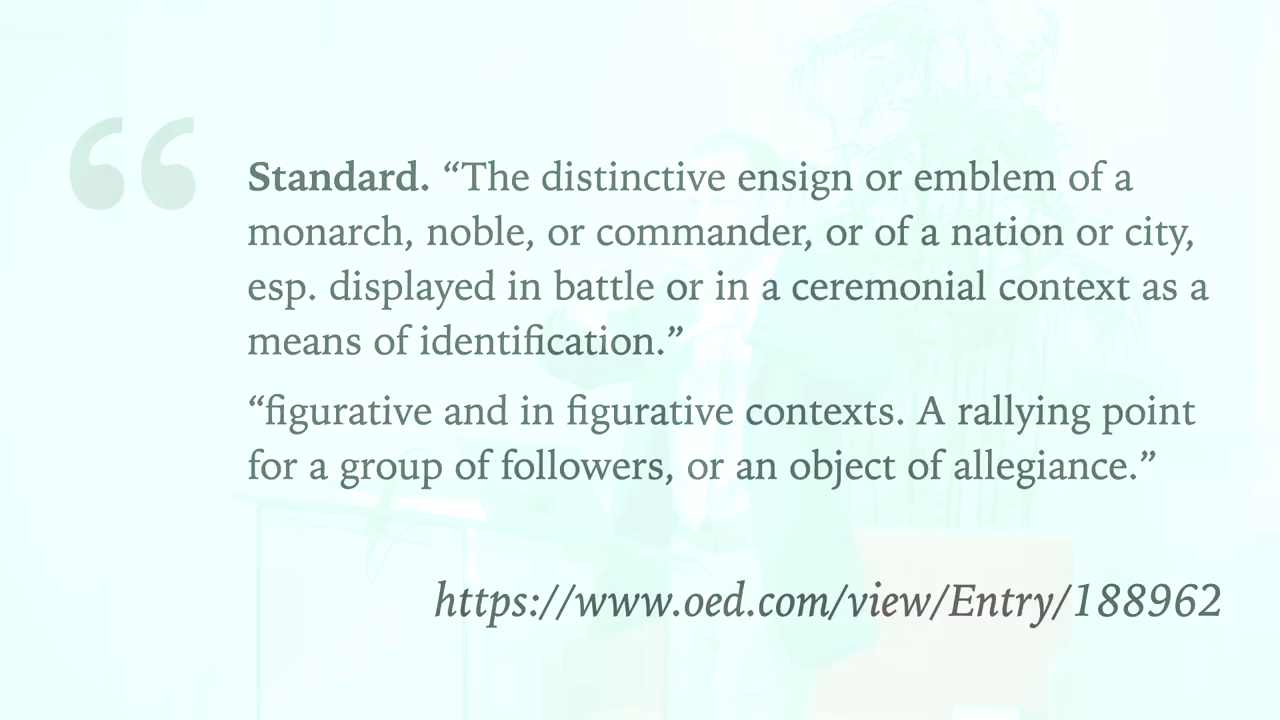 “
Standard. “The distinctive ensign or emblem of a
monarch, noble, or commander, or of a nation or city,
esp. displayed in battle or in a ceremonial context as a
means of identification.”
“figurative and in figurative contexts. A rallying point
for a group of followers, or an object of allegiance.”
https://www.oed.com/view/Entry/188962